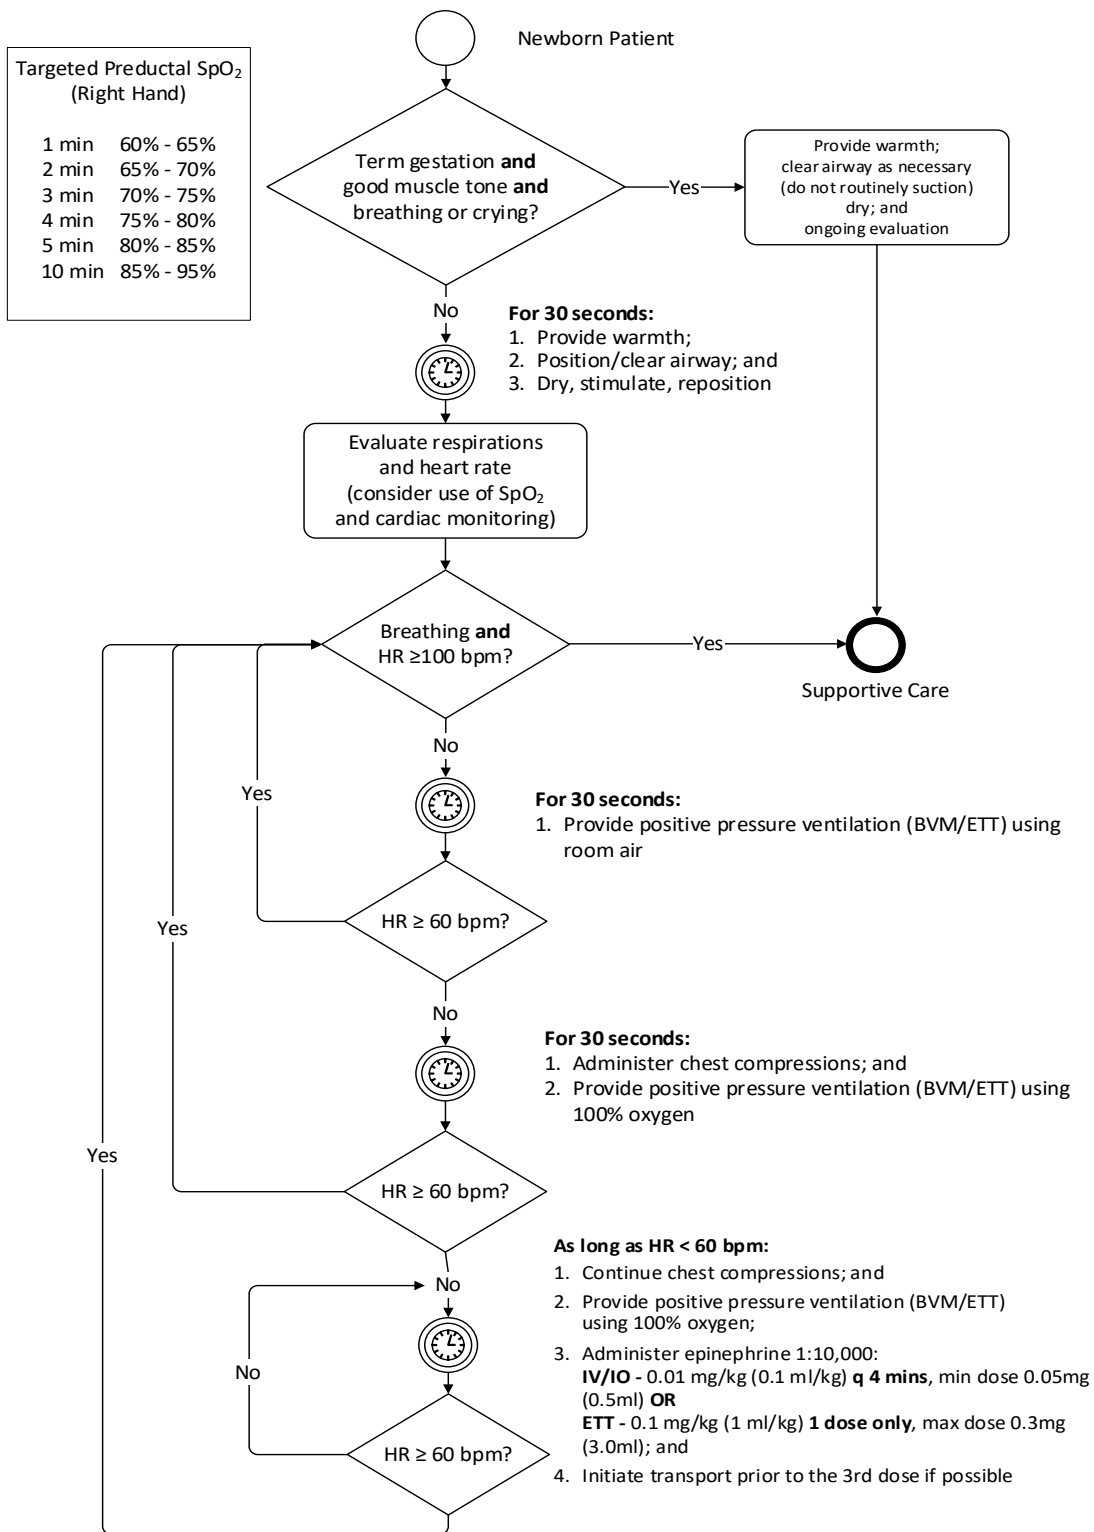 Newborn Patient
Targeted Preductal SpO₂
(Right Hand)
1 min 60% - 65%
2 min 65% - 70%
3 min 70% - 75%
4 min 75% - 80%
5 min 80% - 85%
10 min 85% - 95%
Term gestation and
good muscle tone and
breathing or crying?
Yes
Provide warmth;
clear airway as necessary
(do not routinely suction)
dry; and
ongoing evaluation
No
For 30 seconds:
1. Provide warmth;
2. Position/clear airway; and
3. Dry, stimulate, reposition
Evaluate respirations
and heart rate
(consider use of SpO₂
and cardiac monitoring)
Breathing and
HR ≥100 bpm?
Yes
Supportive Care
No
Yes
For 30 seconds:
1. Provide positive pressure ventilation (BVM/ETT) using
room air
HR ≥ 60 bpm?
Yes
No
For 30 seconds:
1. Administer chest compressions; and
2. Provide positive pressure ventilation (BVM/ETT) using
100% oxygen
Yes
HR ≥ 60 bpm?
No
As long as HR < 60 bpm:
1. Continue chest compressions; and
2. Provide positive pressure ventilation (BVM/ETT)
using 100% oxygen;
3. Administer epinephrine 1:10,000:
IV/IO - 0.01 mg/kg (0.1 ml/kg) q 4 mins, min dose 0.05mg
(0.5ml) OR
ETT - 0.1 mg/kg (1 ml/kg) 1 dose only, max dose 0.3mg
(3.0ml); and
4. Initiate transport prior to the 3rd dose if possible
No
HR ≥ 60 bpm?